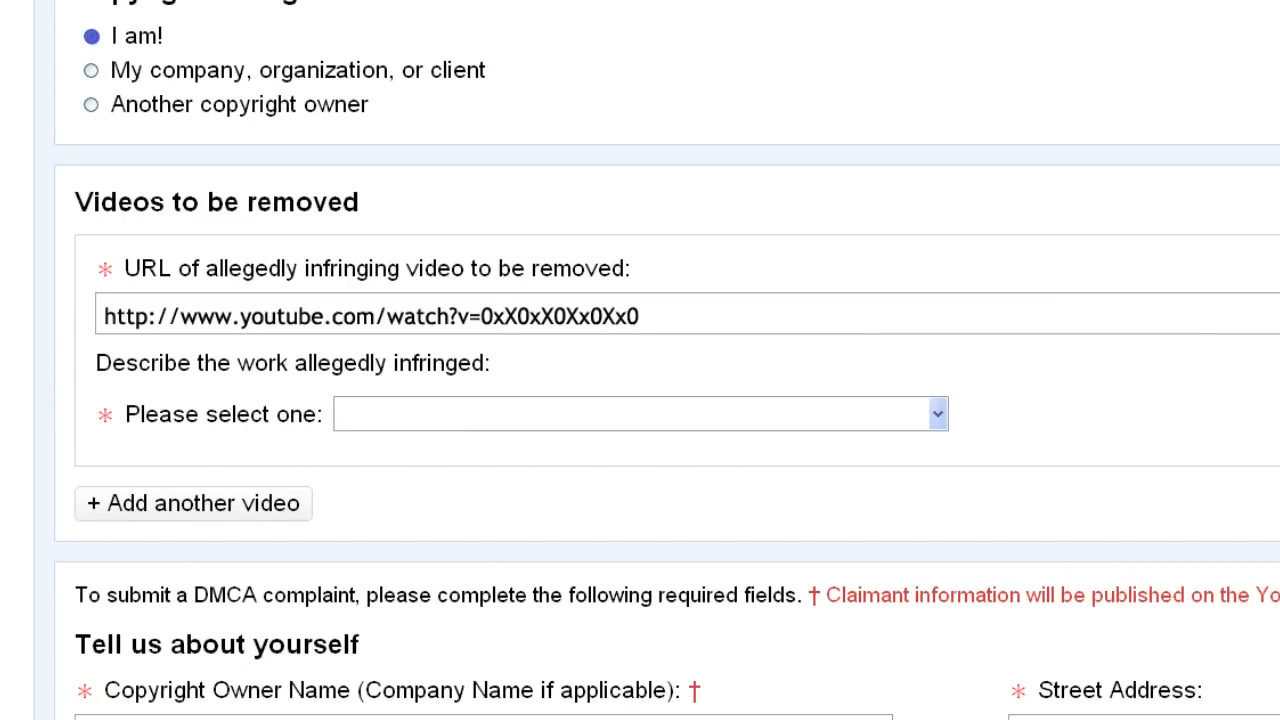 I am!
My company, organization, or client
Another copyright owner
Videos to be removed
* URL of allegedly infringing video to be removed:
http://www.youtube.com/watch?v=0xX0xX0Xx0Xx0
Describe the work allegedly infringed:
* Please select one:
+ Add another video
To submit a DMCA complaint, please complete the following required fields. † Claimant information will be published on the
Tell us about yourself
* Copyright Owner Name (Company Name if applicable): †
* Street Address: